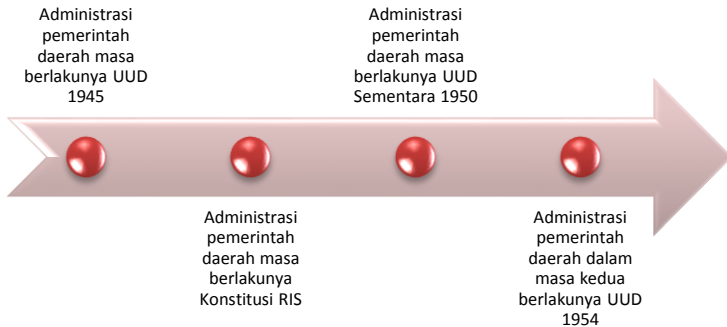 Administrasi
pemerintah
daerah masa
berlakunya UUD
1945
Administrasi
pemerintah
daerah masa
berlakunya
Konstitusi RIS
Administrasi
pemerintah
daerah masa
berlakunya UUD
Sementara 1950
Administrasi
pemerintah
daerah dalam
masa kedua
berlakunya UUD
1954